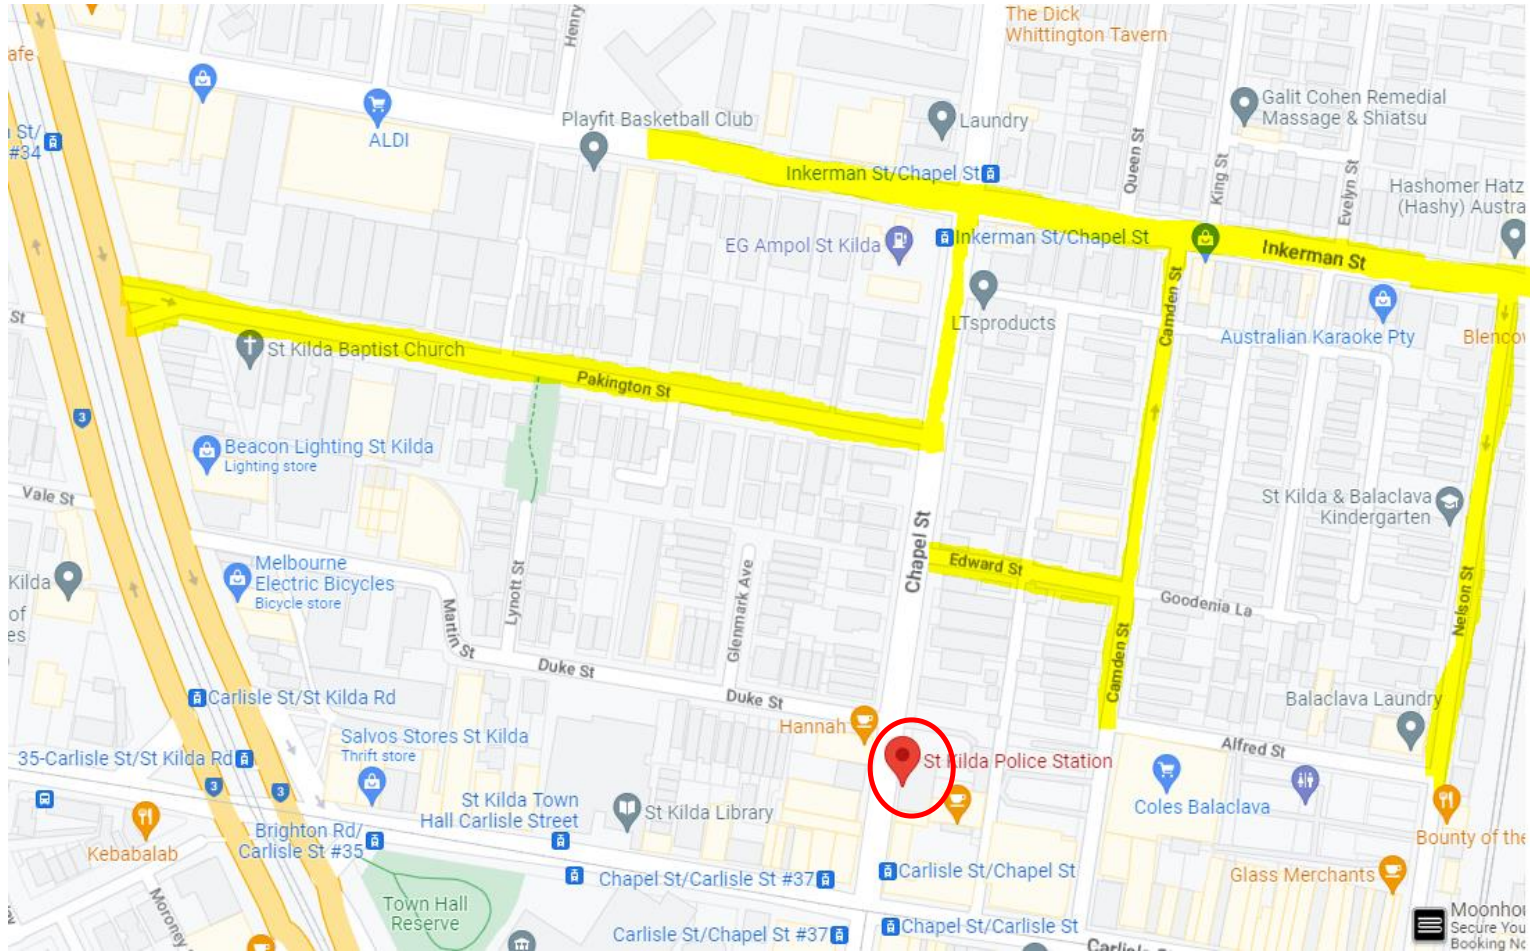 The Dick
Whittington Tavern
Henry
afe
ALDI
Playfit Basketball Club
Laundry
Galit Cohen Remedial
Massage & Shiatsu
St/
#34
Queen St
King St
Evelyn St
Inkerman St/Chapel St
Hashomer Hatz
(Hashy) Austra
EG Ampol St Kilda
Inkerman St/Chapel St
Inkerman St
Camden St
LTsproducts
Australian Karaoke Pty
Blencov
St
St Kilda Baptist Church
Pakington St
3
Beacon Lighting St Kilda
Lighting store
Vale St
St Kilda & Balaclava
Kindergarten
Chapel St
Edward St
Melbourne
Electric Bicycles
Bicycle store
Kilda
of
es
Lynott St
Glenmark Ave
Goodenia La
Nelson St
Martin St
Duke St
Camden St
Duke St
Carlisle St/St Kilda Rd
Balaclava Laundry
Hannah
Salvos Stores St Kilda
Thrift store
35-Carlisle St/St Kilda Rd
St Kilda Police Station
Alfred St
3
3
St Kilda Town
Hall Carlisle Street
St Kilda Library
Coles Balaclava
Kebabalab
Brighton Rd/
Carlisle St #35
Bounty of the
Chapel St/Carlisle St #37
Carlisle St/Chapel St
Glass Merchants
Moroney
Town Hall
Reserve
Carlisle St/Chapel St #37
Chapel St/Carlisle St
Moonhou
Secure You
Booking No